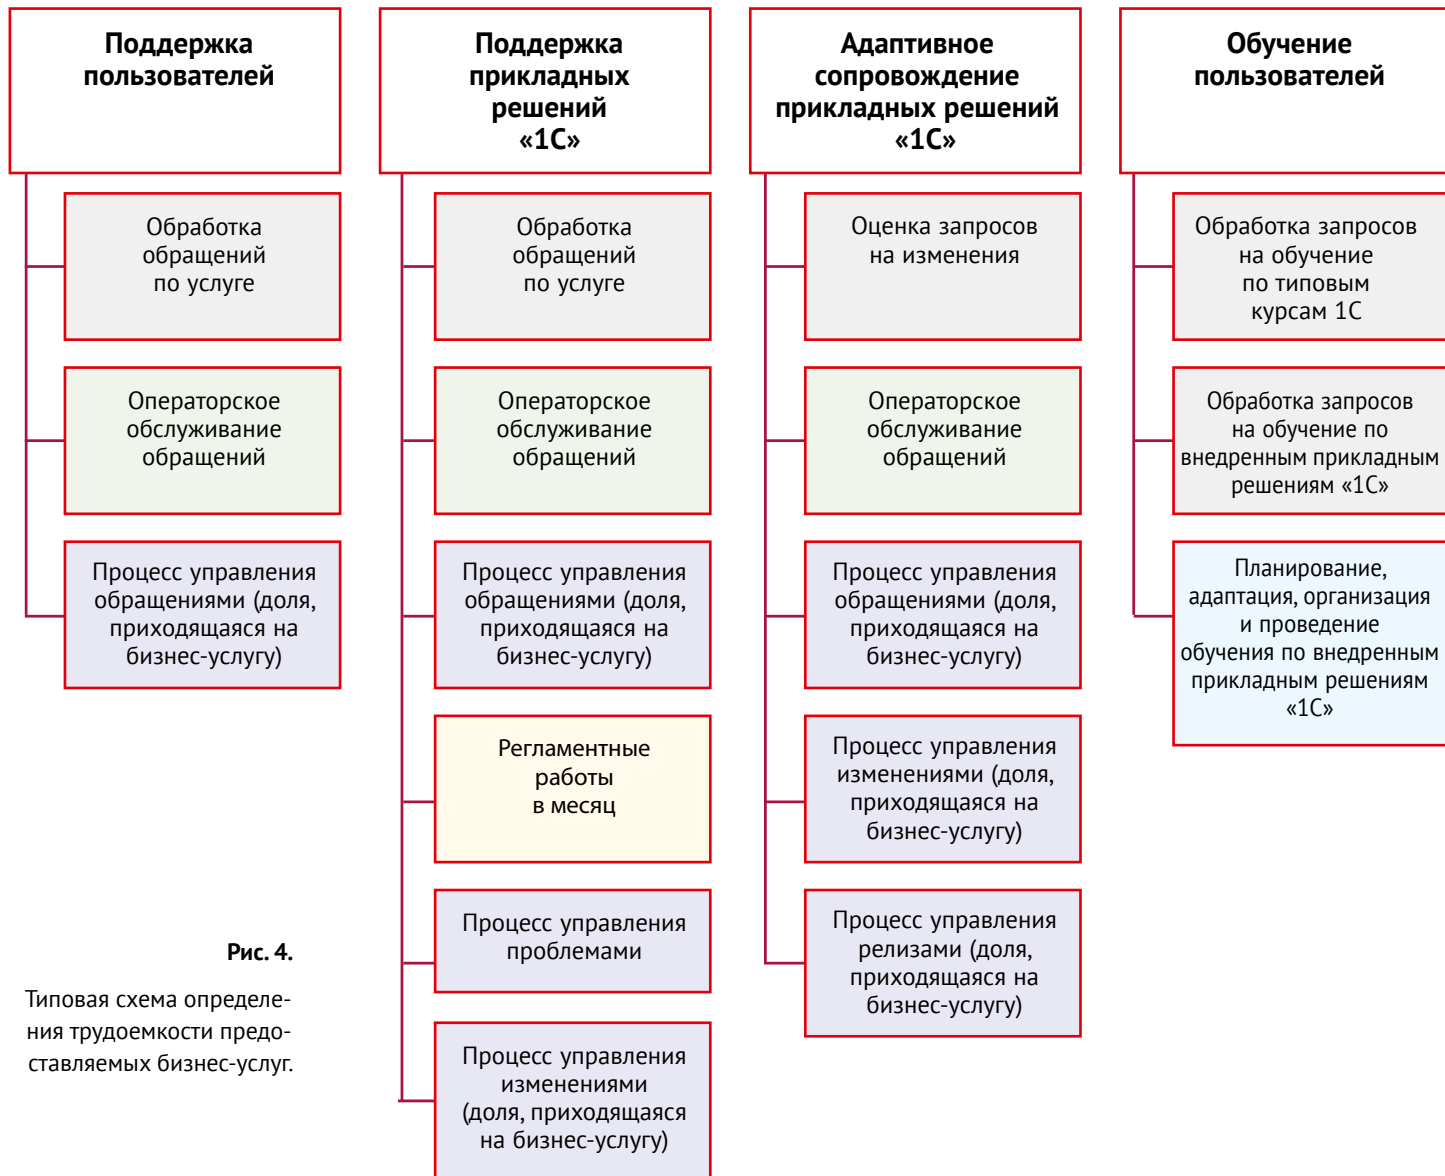 Поддержка
пользователей
Обработка
обращений
по услуге
Операторское
обслуживание
обращений
Процесс управления
обращениями (доля,
приходящаяся на
бизнес-услугу)
Поддержка
прикладных
решений
«1С»
Обработка
обращений
по услуге
Операторское
обслуживание
обращений
Процесс управления
обращениями (доля,
приходящаяся на
бизнес-услугу)
Регламентные
работы
в месяц
Процесс управления
проблемами
Процесс управления
изменениями
(доля, приходящаяся
на бизнес-услугу)
Адаптивное
сопровождение
прикладных решений
«1С»
Оценка запросов
на изменения
Операторское
обслуживание
обращений
Процесс управления
обращениями (доля,
приходящаяся на
бизнес-услугу)
Процесс управления
изменениями (доля,
приходящаяся на
бизнес-услугу)
Процесс управления
релизами (доля,
приходящаяся на
бизнес-услугу)
Обучение
пользователей
Обработка запросов
на обучение
по типовым
курсам 1С
Обработка запросов
на обучение по
внедренным прикладным
решениям «1С»
Планирование,
адаптация, организация
и проведение
обучения по внедренным
прикладным решениям
«1С»
Рис. 4.
Типовая схема определе-
ния трудоемкости предо-
ставляемых бизнес-услуг.